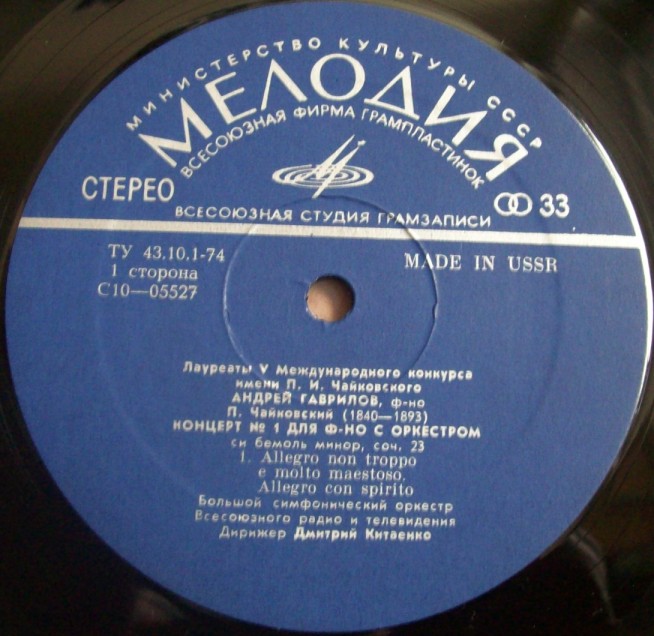 МИНИСТЕРСТВО КУЛЬТУРЫ СССР
МЕЛОДИЯ
ВСЕСОЮЗНАЯ ФИРМА ГРАМПЛАСТИНОК
СТЕРЕО
33
ВСЕСОЮЗНАЯ СТУДИЯ ГРАМЗАПИСИ
ТУ 43.10.1-74
MADE IN USSR
1 сторона
С10—05527
Лауреаты V Международного конкурса
имени П. И. Чайковского
АНДРЕЙ ГАВРИЛОВ, ф-но
П. Чайковский (1840—1893)
КОНЦЕРТ № 1 ДЛЯ Ф-НО С ОРКЕСТРОМ
си бемоль минор, соч. 23
1. Allegro non troppo
e molto maestoso.
Allegro con spirito
Большой симфонический оркестр
Всесоюзного радио и телевидения
Дирижер Дмитрий Китаенко